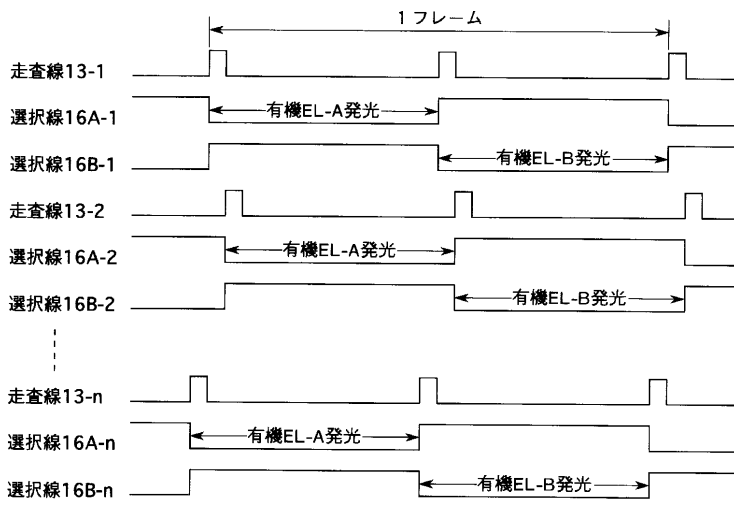 1フレーム
走査線13-1
選択線16A-1
有機EL-A発光
選択線16B-1
有機EL-B発光
走査線13-2
選択線16A-2
有機EL-A発光
選択線16B-2
有機EL-B発光
走査線13-n
選択線16A-n
有機EL-A発光
選択線16B-n
有機EL-B発光